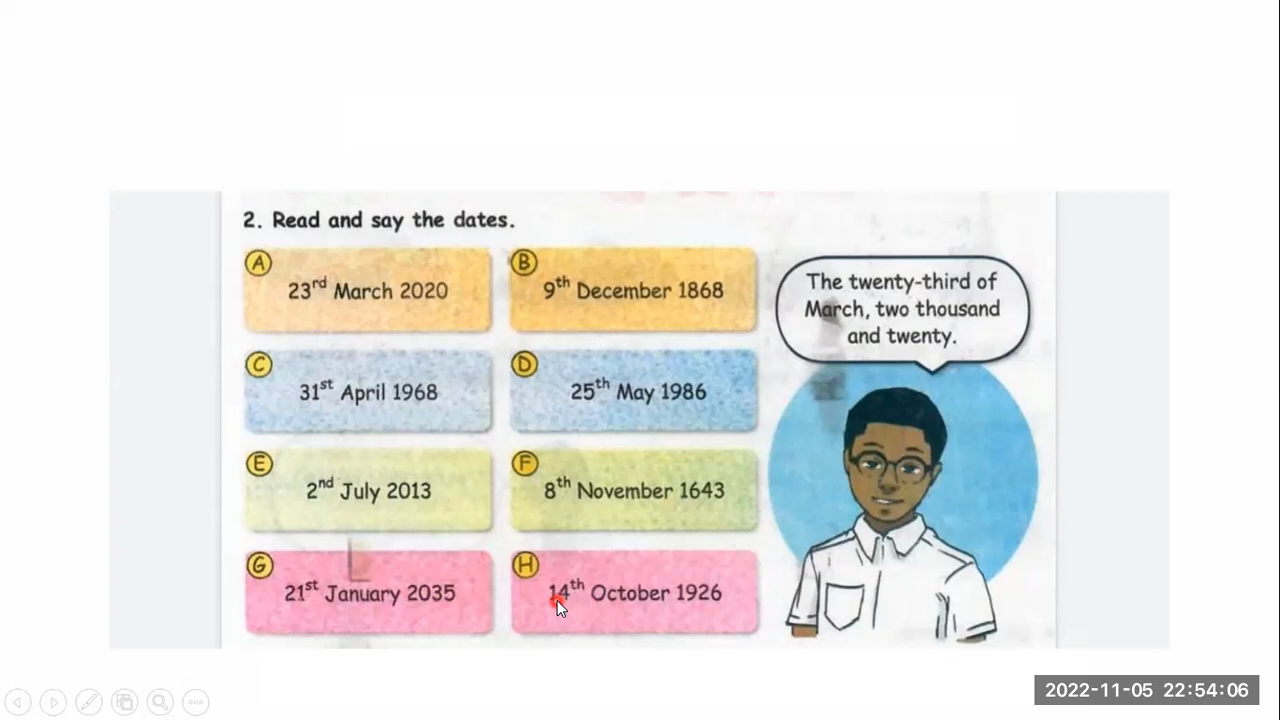 2. Read and say the dates.
A
23rd March 2020
B
9th December 1868
C
31st April 1968
D
25th May 1986
E
2nd July 2013
F
8th November 1643
G
21st January 2035
H
14th October 1926
The twenty-third of
March, two thousand
and twenty.
2022-11-05 22:54:06